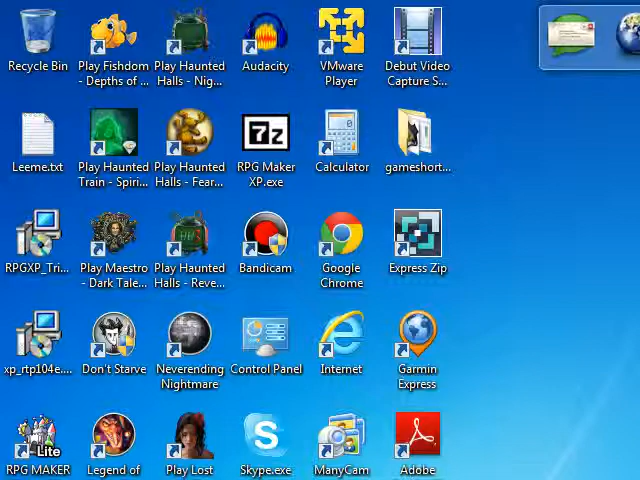 Recycle Bin
Play Fishdom
- Depths of ...
Play Haunted
Halls - Nig...
Audacity
VMware
Player
Debut Video
Capture S...
Leeme.txt
Play Haunted
Train - Spiri...
Play Haunted
Halls - Fear...
7z
RPG Maker
XP.exe
Calculator
gameshort...
RPGXP_Tri...
Play Maestro
- Dark Tale...
Play Haunted
Halls - Reve...
Bandicam
Google
Chrome
Express Zip
xp_rtp104e....
Don't Starve
Neverending
Nightmare
Control Panel
Internet
Garmin
Express
Lite
RPG MAKER
Legend of
Play Lost
Skype.exe
ManyCam
Adobe